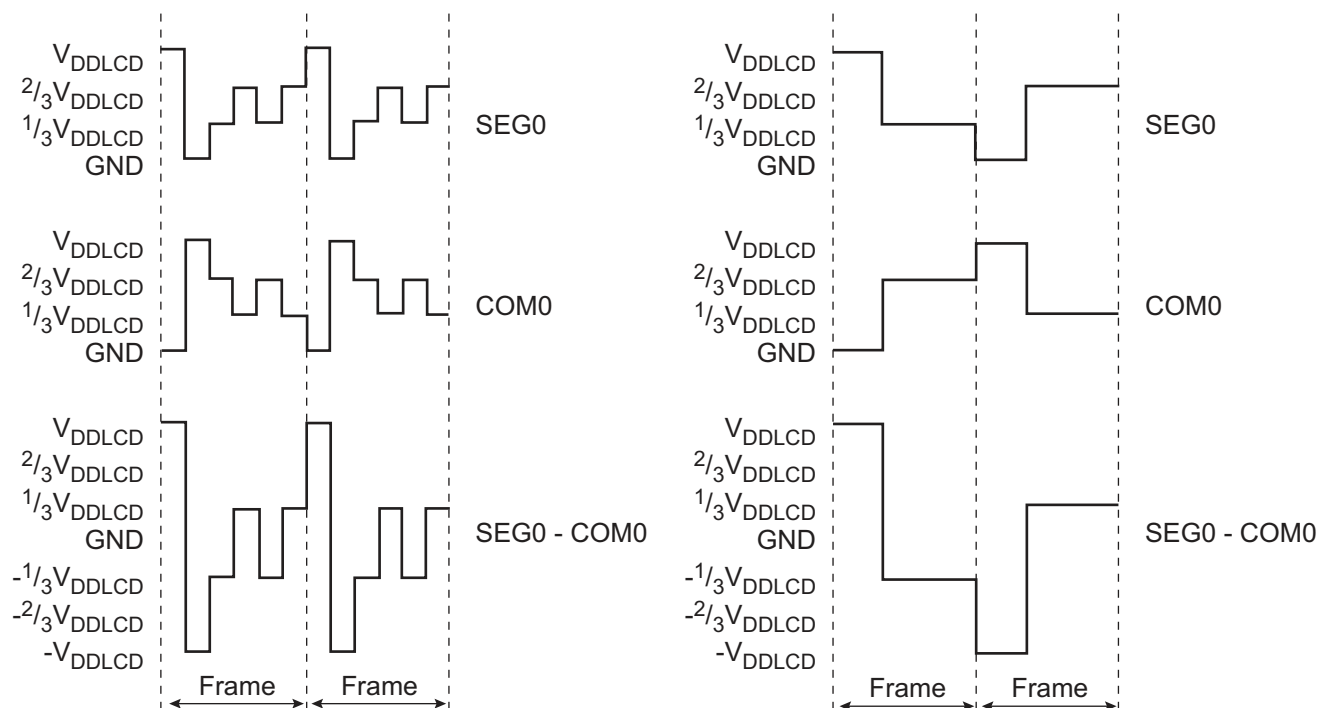 V_DDLCD
2/3V_DDLCD
1/3V_DDLCD
GND
SEG0
V_DDLCD
2/3V_DDLCD
1/3V_DDLCD
GND
COM0
V_DDLCD
2/3V_DDLCD
1/3V_DDLCD
GND
-1/3V_DDLCD
-2/3V_DDLCD
-V_DDLCD
SEG0 - COM0
Frame
Frame
V_DDLCD
2/3V_DDLCD
1/3V_DDLCD
GND
SEG0
V_DDLCD
2/3V_DDLCD
1/3V_DDLCD
GND
COM0
V_DDLCD
2/3V_DDLCD
1/3V_DDLCD
GND
-1/3V_DDLCD
-2/3V_DDLCD
-V_DDLCD
SEG0 - COM0
Frame
Frame